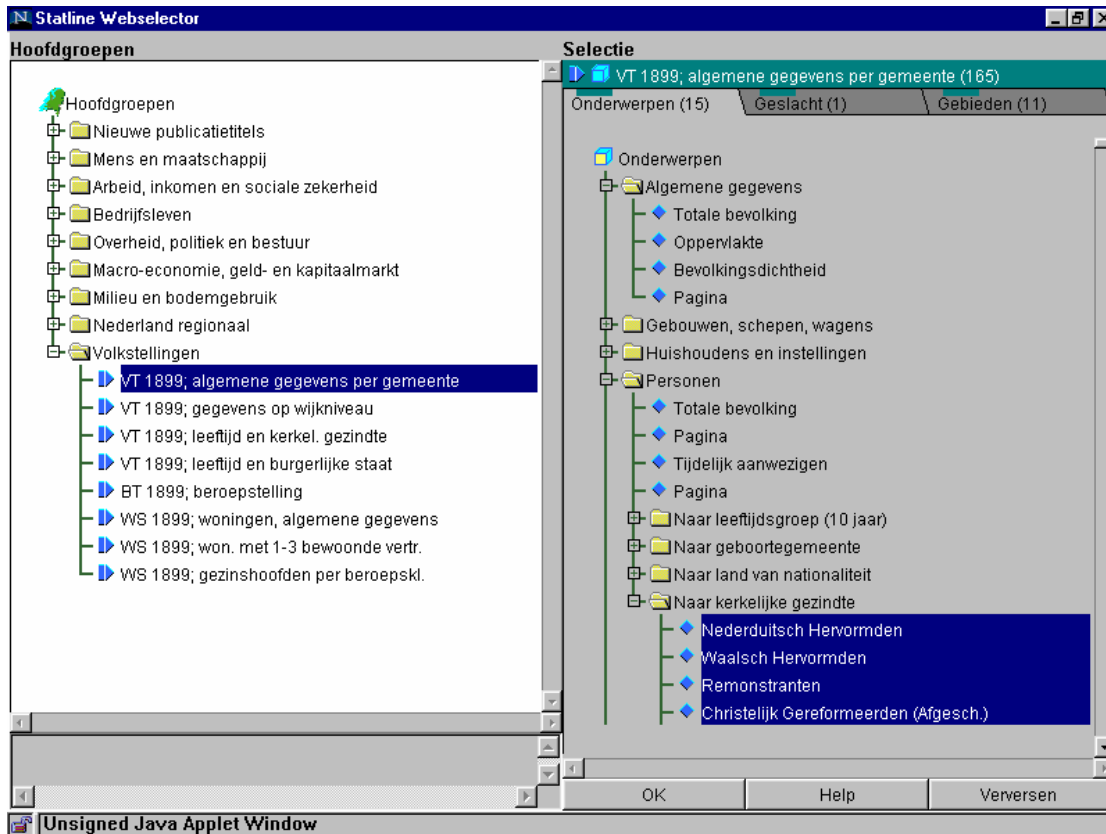 Statline Webselector
Hoofdgroepen
Hoofdgroepen
Nieuwe publicatietitels
Mens en maatschappij
Arbeid, inkomen en sociale zekerheid
Bedrijfsleven
Overheid, politiek en bestuur
Macro-economie, geld- en kapitaalmarkt
Milieu en bodemgebruik
Nederland regionaal
Volkstellingen
VT 1899; algemene gegevens per gemeente
VT 1899; gegevens op wijkniveau
VT 1899; leeftijd en kerkel. gezindte
VT 1899; leeftijd en burgerlijke staat
BT 1899; beroepstelling
WS 1899; woningen, algemene gegevens
WS 1899; won. met 1-3 bewoonde vertr.
WS 1899; gezinshoofden per beroepskl.
Selectie
VT 1899; algemene gegevens per gemeente (165)
Onderwerpen (15) Geslacht (1) Gebieden (11)
Onderwerpen
Algemene gegevens
Totale bevolking
Oppervlakte
Bevolkingsdichtheid
Pagina
Gebouwen, schepen, wagens
Huishoudens en instellingen
Personen
Totale bevolking
Pagina
Tijdelijk aanwezigen
Pagina
Naar leeftijdsgroep (10 jaar)
Naar geboortegemeente
Naar land van nationaliteit
Naar kerkelijke gezindte
Nederduitsch Hervormden
Waalsch Hervormden
Remonstranten
Christelijk Gereformeerden (Afgesch.)
OK Help Verversen
Unsigned Java Applet Window